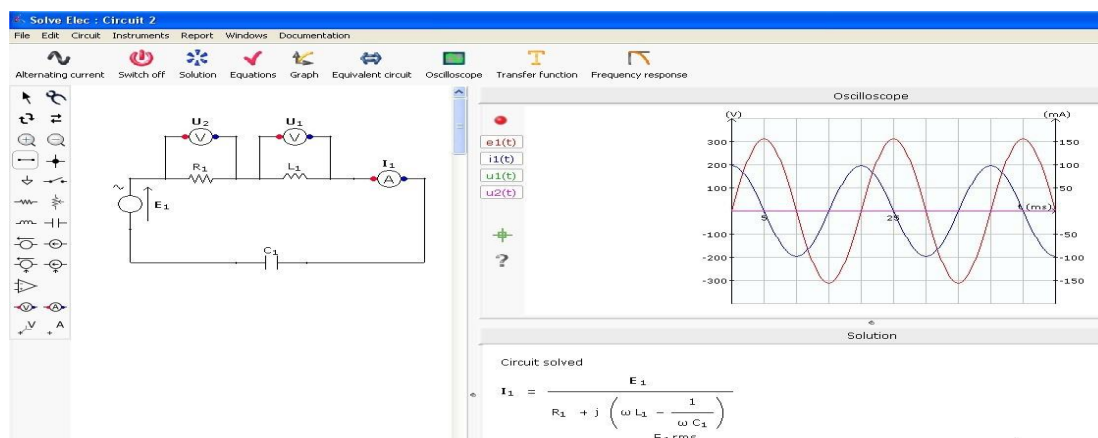 Solve Elec : Circuit 2
File Edit Circuit Instruments Report Windows Documentation
Alternating current Switch off Solution Equations Graph Equivalent circuit Oscilloscope Transfer function Frequency response
U2
U1
R1
L1
I1
V
V
A
E1
C1
V
A
V A
Oscilloscope
e1(t)
i1(t)
u1(t)
u2(t)
?
(V) (mA)
300 150
200 100
100 50
t (ms)
5 25
-100 -50
-200 -100
-300 -150
Solution
Circuit solved
I1 = E1 / (R1 + j (ω L1 - 1 / (ω C1)))